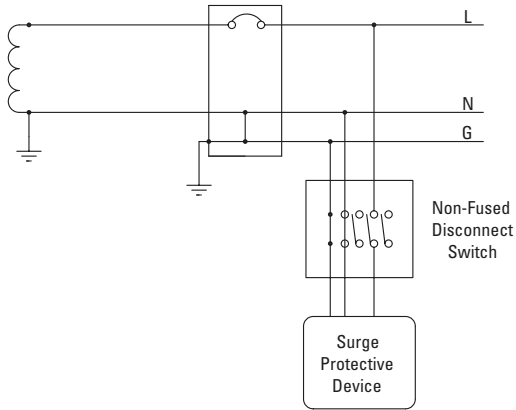 L
N
G
Non-Fused
Disconnect
Switch
Surge
Protective
Device